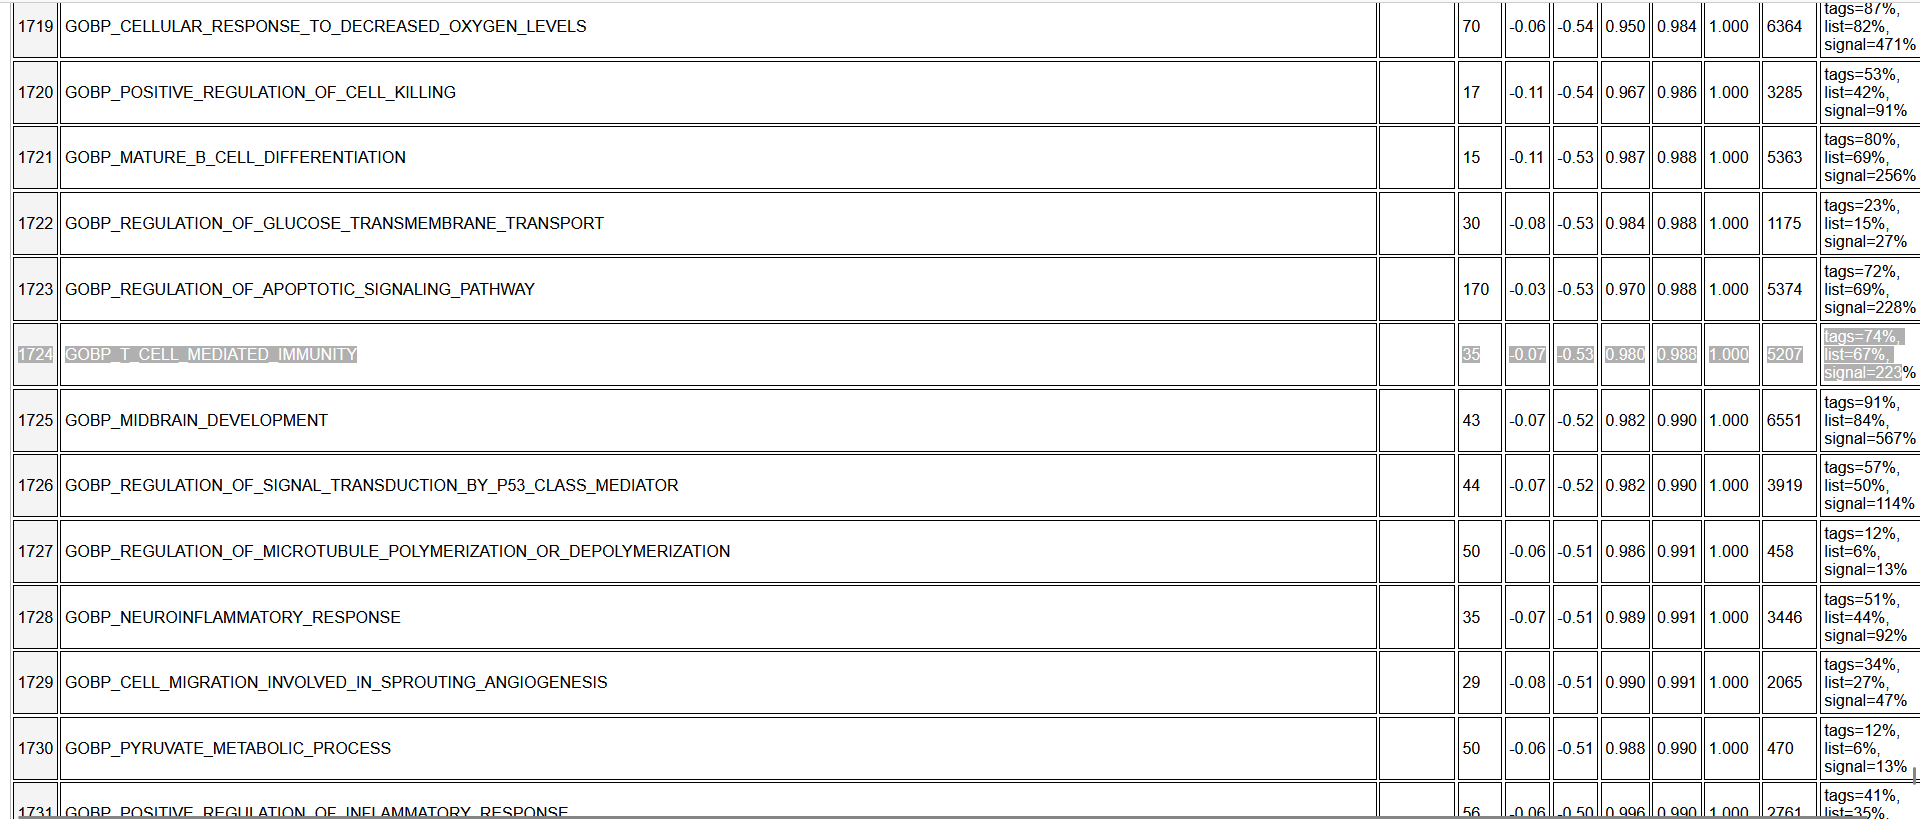 1719 GOBP_CELLULAR_RESPONSE_TO_DECREASED_OXYGEN_LEVELS 70 -0.06 -0.54 0.950 0.984 1.000 6364 tags=87%,
list=82%,
signal=471%
1720 GOBP_POSITIVE_REGULATION_OF_CELL_KILLING 17 -0.11 -0.54 0.967 0.986 1.000 3285 tags=53%,
list=42%,
signal=91%
1721 GOBP_MATURE_B_CELL_DIFFERENTIATION 15 -0.11 -0.53 0.987 0.988 1.000 5363 tags=80%,
list=69%,
signal=256%
1722 GOBP_REGULATION_OF_GLUCOSE_TRANSMEMBRANE_TRANSPORT 30 -0.08 -0.53 0.984 0.988 1.000 1175 tags=23%,
list=15%,
signal=27%
1723 GOBP_REGULATION_OF_APOPTOTIC_SIGNALING_PATHWAY 170 -0.03 -0.53 0.970 0.988 1.000 5374 tags=72%,
list=69%,
signal=228%
1724 GOBP_T_CELL_MEDIATED_IMMUNITY 35 -0.07 -0.53 0.980 0.988 1.000 5207 tags=74%,
list=67%,
signal=223%
1725 GOBP_MIDBRAIN_DEVELOPMENT 43 -0.07 -0.52 0.982 0.990 1.000 6551 tags=91%,
list=84%,
signal=567%
1726 GOBP_REGULATION_OF_SIGNAL_TRANSDUCTION_BY_P53_CLASS_MEDIATOR 44 -0.07 -0.52 0.982 0.990 1.000 3919 tags=57%,
list=50%,
signal=114%
1727 GOBP_REGULATION_OF_MICROTUBULE_POLYMERIZATION_OR_DEPOLYMERIZATION 50 -0.06 -0.51 0.986 0.991 1.000 458 tags=12%,
list=6%,
signal=13%
1728 GOBP_NEUROINFLAMMATORY_RESPONSE 35 -0.07 -0.51 0.989 0.991 1.000 3446 tags=51%,
list=44%,
signal=92%
1729 GOBP_CELL_MIGRATION_INVOLVED_IN_SPROUTING_ANGIOGENESIS 29 -0.08 -0.51 0.990 0.991 1.000 2065 tags=34%,
list=27%,
signal=47%
1730 GOBP_PYRUVATE_METABOLIC_PROCESS 50 -0.06 -0.51 0.988 0.990 1.000 470 tags=12%,
list=6%,
signal=13%
1731 GOBP_POSITIVE_REGULATION_OF_INFLAMMATORY_RESPONSE 56 -0.06 -0.50 0.996 0.990 1.000 2761 tags=41%,
list=35%,